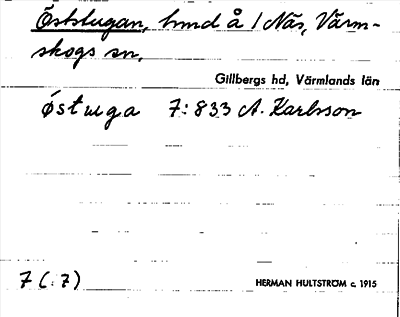 Öststugan, hmd å 1 Näs, Värm-
skogs sn,
Gillbergs hd, Värmlands län
östuga 7:833 A. Karlsson
7 (:7)
HERMAN HULTSTRÖM c. 1915